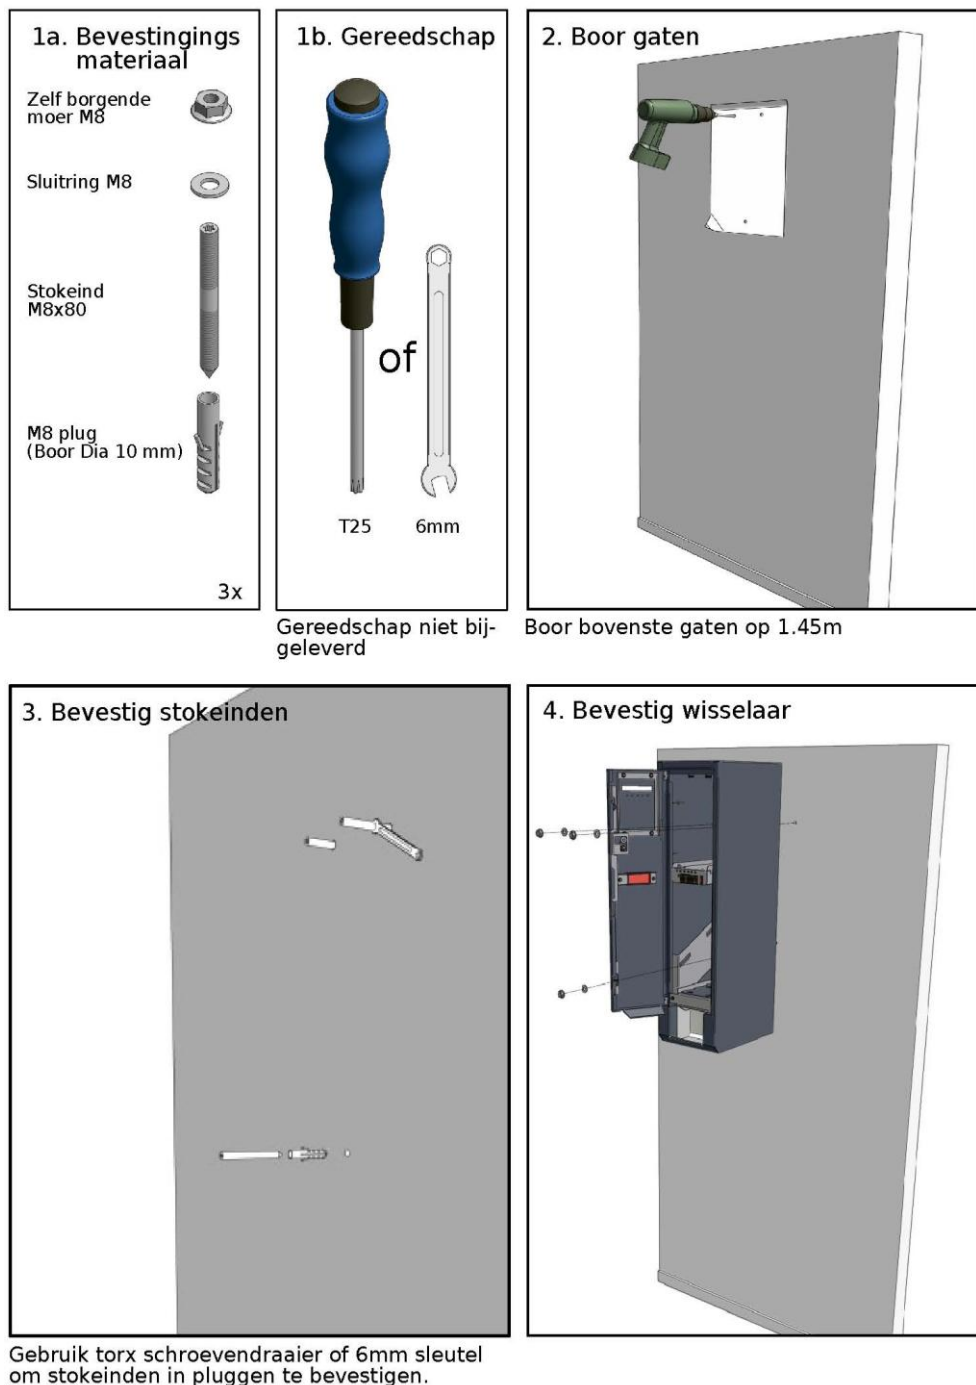 1a. Bevestingings
materiaal
Zelf borgende
moer M8
Sluitring M8
Stokeind
M8x80
M8 plug
(Boor Dia 10 mm)
3x
1b. Gereedschap
of
T25 6mm
Gereedschap niet bij-
geleverd
2. Boor gaten
Boor bovenste gaten op 1.45m
3. Bevestig stokeinden
Gebruik torx schroevendraaier of 6mm sleutel
om stokeinden in pluggen te bevestigen.
4. Bevestig wisselaar